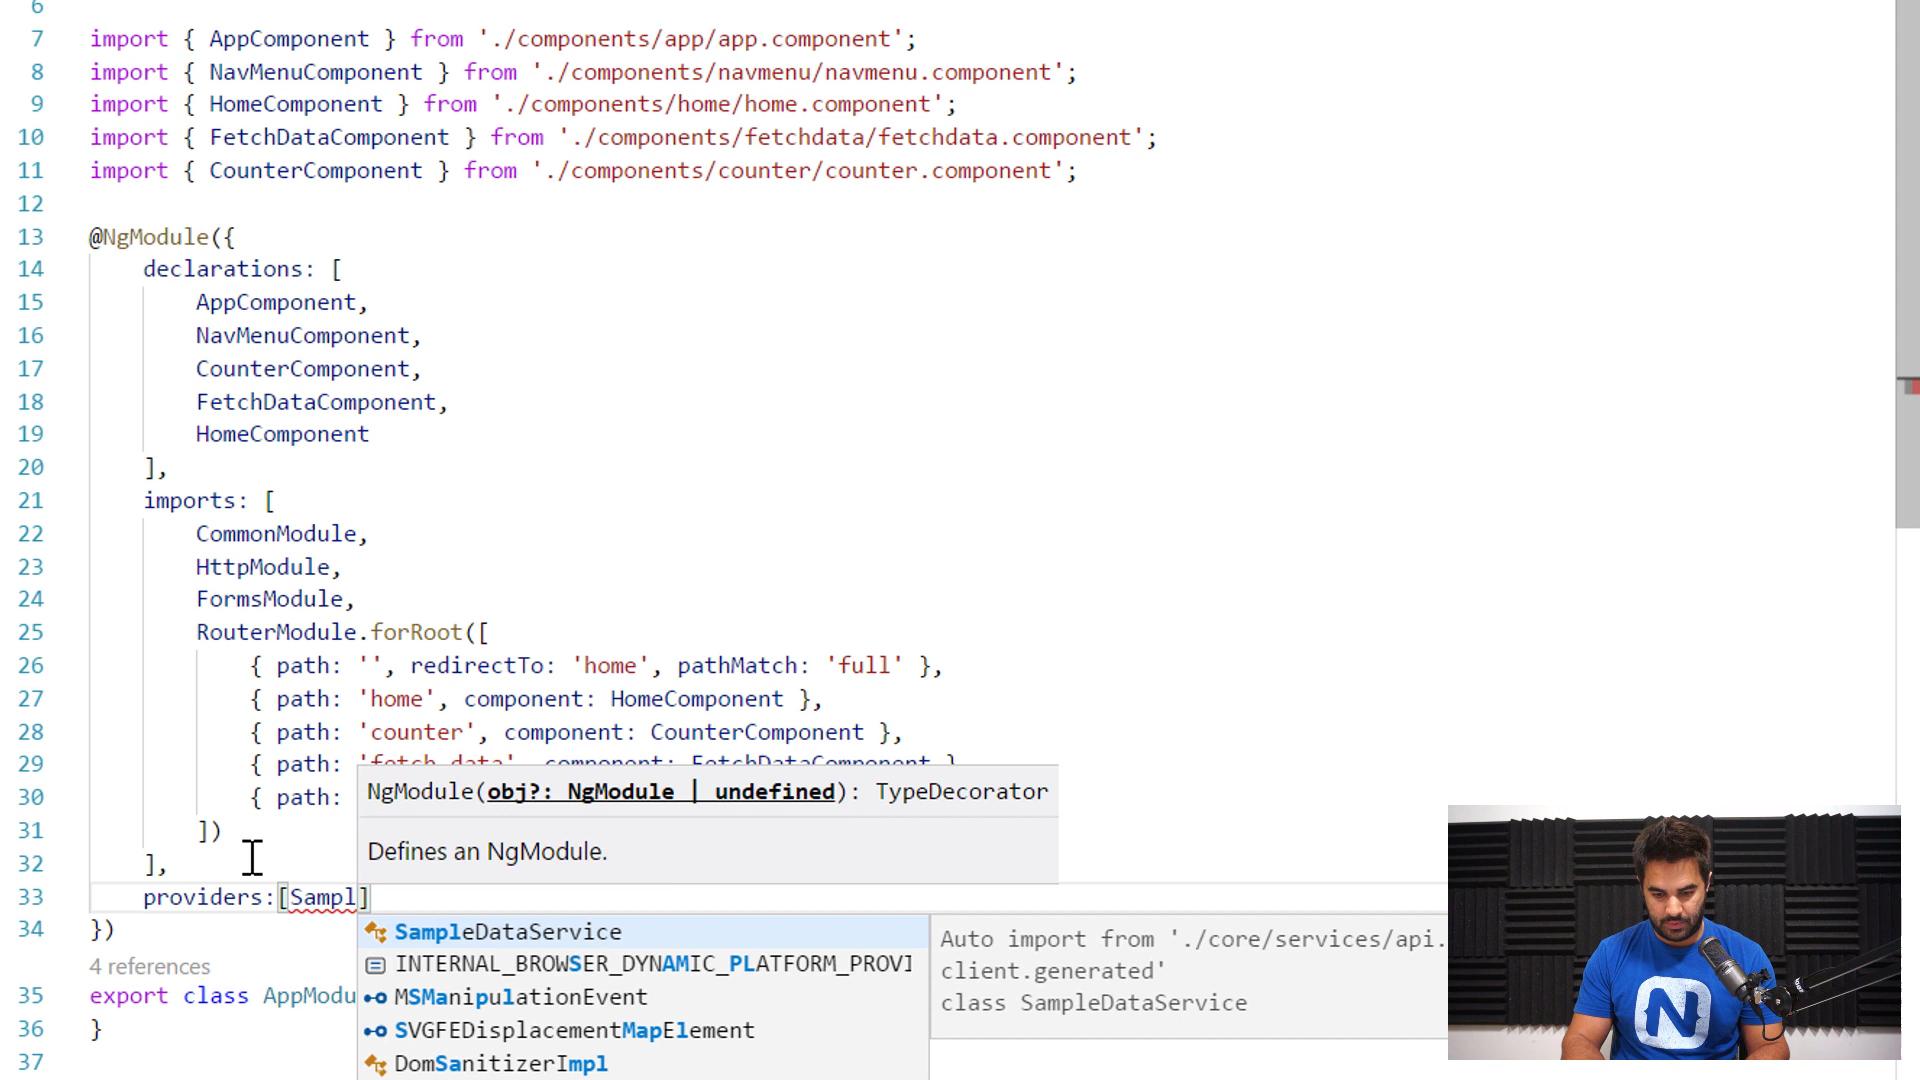 6
7 import { AppComponent } from './components/app/app.component';
8 import { NavMenuComponent } from './components/navmenu/navmenu.component';
9 import { HomeComponent } from './components/home/home.component';
10 import { FetchDataComponent } from './components/fetchdata/fetchdata.component';
11 import { CounterComponent } from './components/counter/counter.component';
12
13 @NgModule({
14 declarations: [
15 AppComponent,
16 NavMenuComponent,
17 CounterComponent,
18 FetchDataComponent,
19 HomeComponent
20 ],
21 imports: [
22 CommonModule,
23 HttpModule,
24 FormsModule,
25 RouterModule.forRoot([
26 { path: '', redirectTo: 'home', pathMatch: 'full' },
27 { path: 'home', component: HomeComponent },
28 { path: 'counter', component: CounterComponent },
29 { path: 'fetch-data', component: FetchDataComponent },
30 { path:
NgModule(obj?: NgModule | undefined): TypeDecorator
31 ])
Defines an NgModule.
32 ],
33 providers:[Sampl]
34 })
SampleDataService
INTERNAL_BROWSER_DYNAMIC_PLATFORM_PROVI
MSManipulationEvent
SVGFEDisplacementMapElement
DomSanitizerImpl
Auto import from './core/services/api.
client.generated'
class SampleDataService
4 references
35 export class AppModu
36 }
37
N